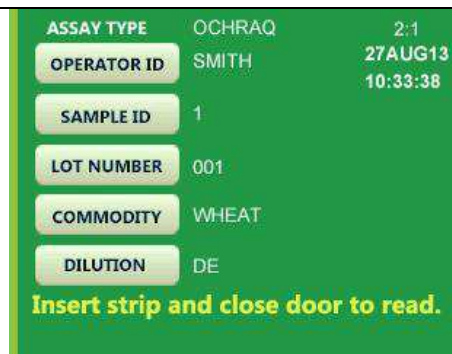 ASSAY TYPE OCHRAQ 2:1
OPERATOR ID SMITH 27AUG13
10:33:38
SAMPLE ID 1
LOT NUMBER 001
COMMODITY WHEAT
DILUTION DE
Insert strip and close door to read.